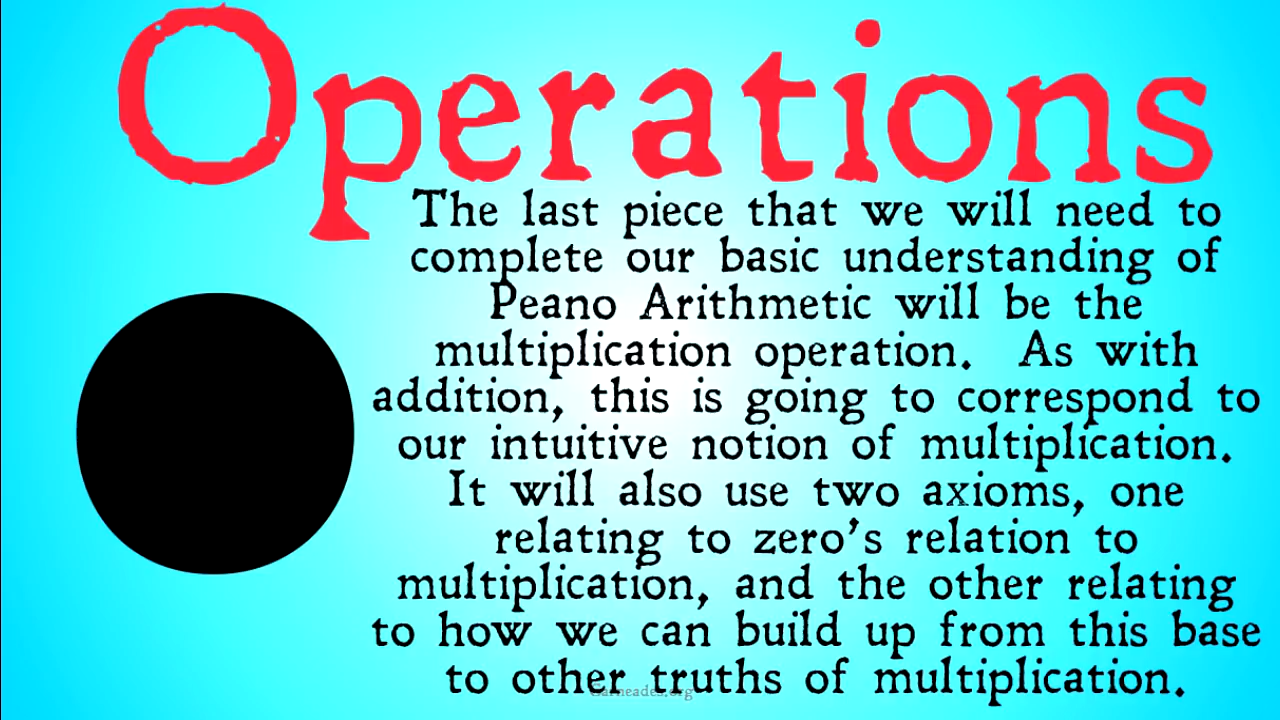 Operations
The last piece that we will need to
complete our basic understanding of
Peano Arithmetic will be the
multiplication operation. As with
addition, this is going to correspond to
our intuitive notion of multiplication.
It will also use two axioms, one
relating to zero's relation to
multiplication, and the other relating
to how we can build up from this base
to other truths of multiplication.
Carneades.org